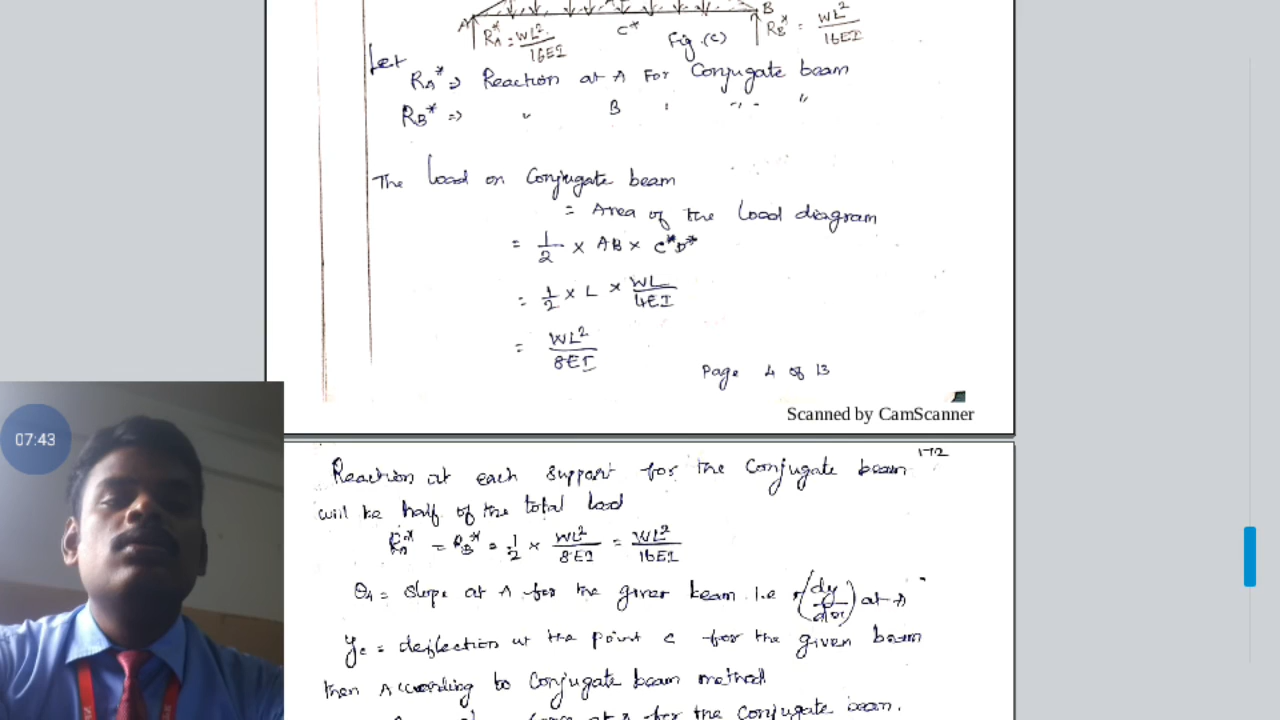 A
B
R_A* = WL²/16EI
C*
Fig.(c)
R_B* = WL²/16EI
Let
R_A* => Reaction at A For Conjugate beam
R_B* => " B " " "
The Load on Conjugate beam
= Area of the Load diagram
= 1/2 × AB × C*D*
= 1/2 × L × WL/4EI
= WL²/8EI
Page 4 of 13
Scanned by CamScanner
07:43
Reaction at each support for the Conjugate beam
will be half of the total load
R_A* = R_B* = 1/2 × WL²/8EI = WL²/16EI
θ_A = slope at A for the given beam i.e (dy/dx) at A
y_c = deflection at the point c for the given beam
then According to Conjugate beam method
for the Conjugate beam.